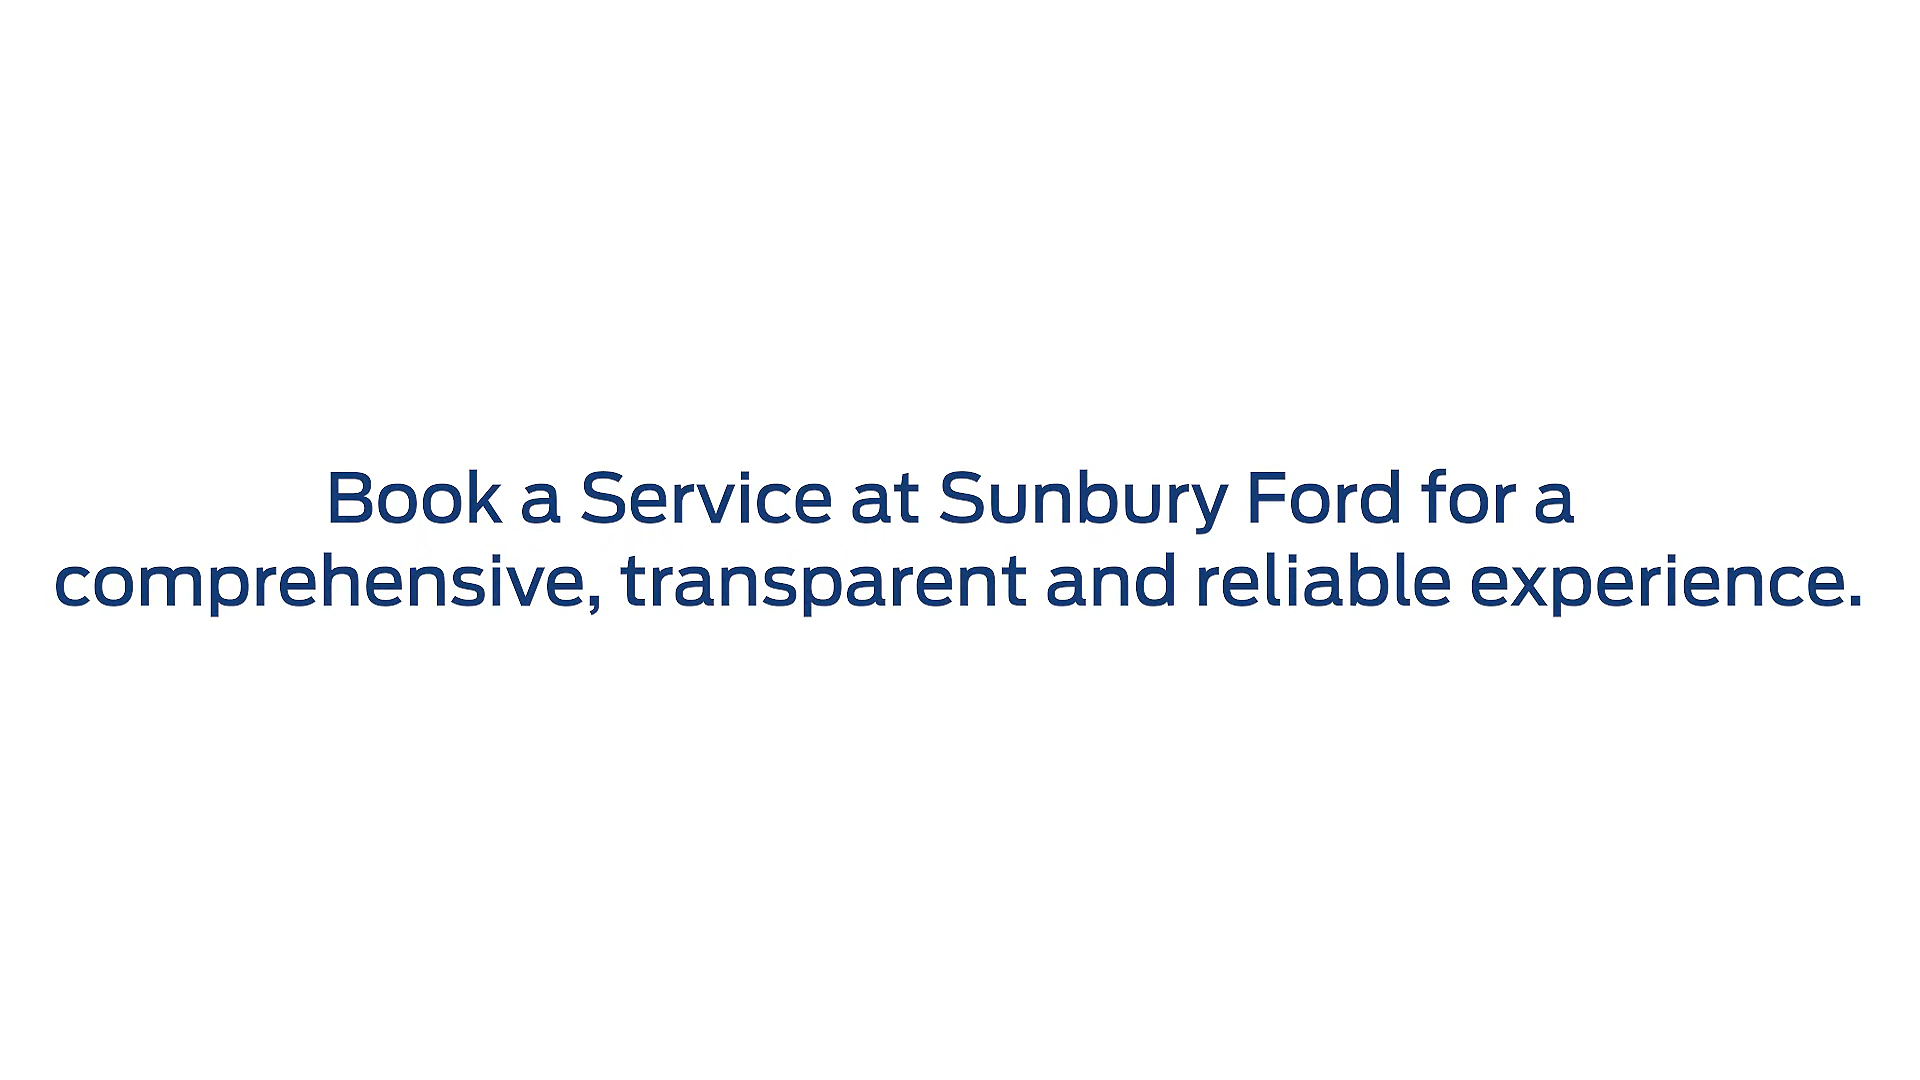 Book a Service at Sunbury Ford for a
comprehensive, transparent and reliable experience.